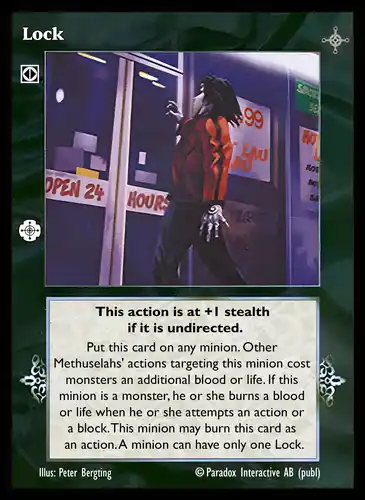 Lock
.99
OPEN 24
HOURS
This action is at +1 stealth
if it is undirected.
Put this card on any minion. Other
Methuselahs' actions targeting this minion cost
monsters an additional blood or life. If this
minion is a monster, he or she burns a blood
or life when he or she attempts an action or
a block. This minion may burn this card as
an action. A minion can have only one Lock.
Illus: Peter Bergting
© Paradox Interactive AB (publ)